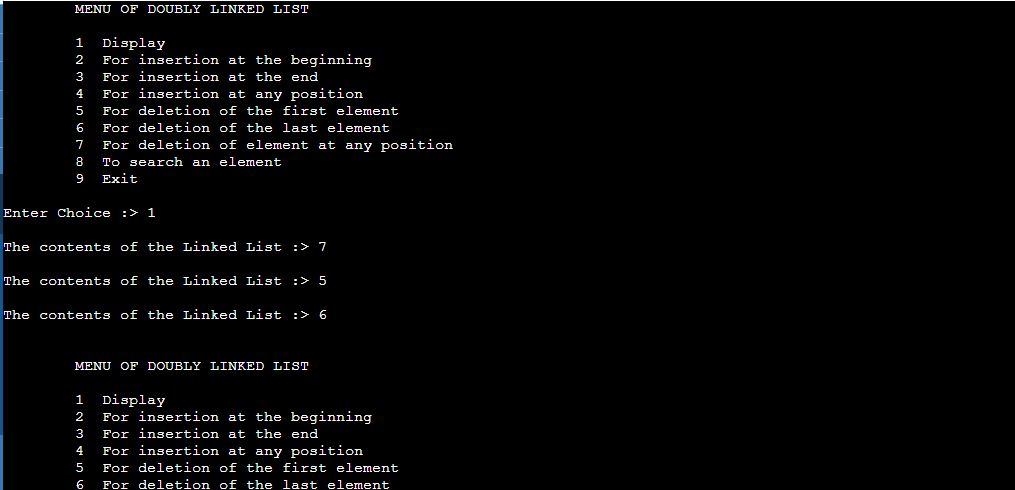 MENU OF DOUBLY LINKED LIST
1 Display
2 For insertion at the beginning
3 For insertion at the end
4 For insertion at any position
5 For deletion of the first element
6 For deletion of the last element
7 For deletion of element at any position
8 To search an element
9 Exit
Enter Choice :> 1
The contents of the Linked List :> 7
The contents of the Linked List :> 5
The contents of the Linked List :> 6
MENU OF DOUBLY LINKED LIST
1 Display
2 For insertion at the beginning
3 For insertion at the end
4 For insertion at any position
5 For deletion of the first element
6 For deletion of the last element